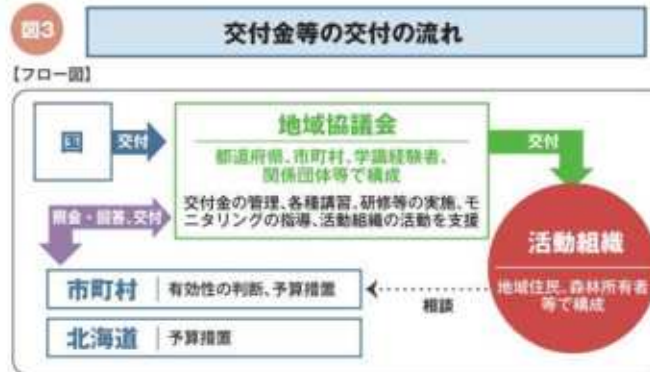 図3
交付金等の交付の流れ
【フロー図】
国
交付
地域協議会
都道府県、市町村、学識経験者、
関係団体等で構成
交付金の管理、各種講習、研修等の実施、モ
ニタリングの指導、活動組織の活動を支援
交付
照会・回答、交付
活動組織
地域住民、森林所有者
等で構成
市町村
有効性の判断、予算措置
相談
北海道
予算措置